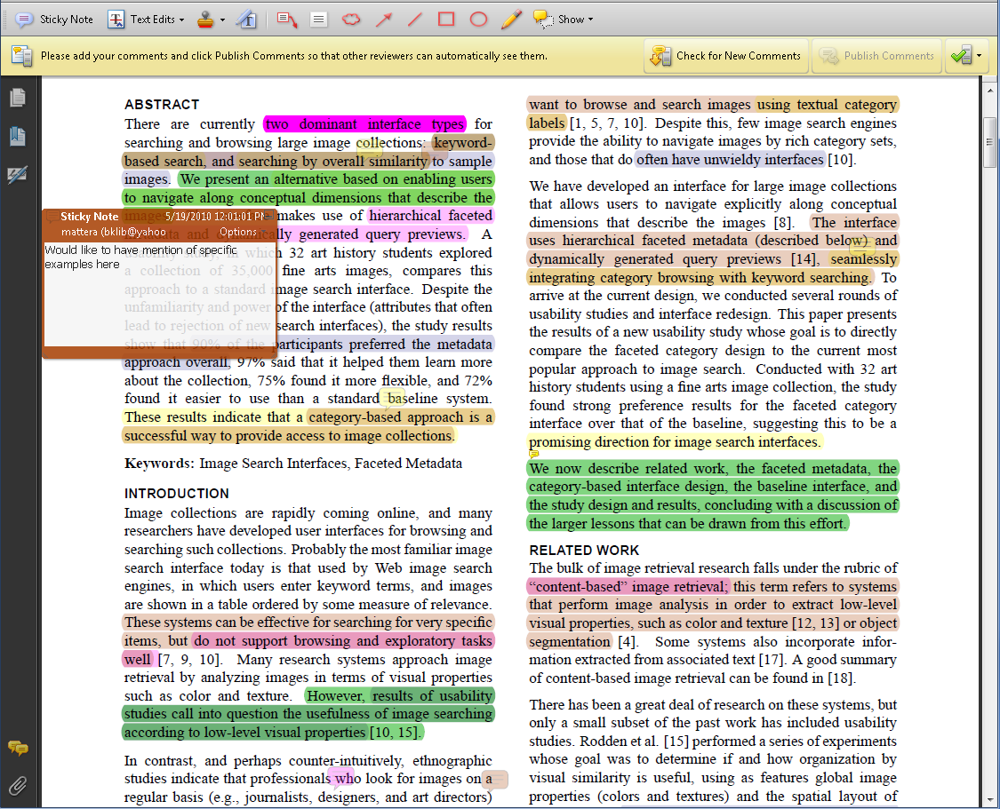 Sticky Note
Text Edits
Show
Please add your comments and click Publish Comments so that other reviewers can automatically see them.
Check for New Comments
Publish Comments
ABSTRACT
There are currently two dominant interface types for
searching and browsing large image collections: keyword-
based search, and searching by overall similarity to sample
images. We present an alternative based on enabling users
to navigate along conceptual dimensions that describe the
makes use of hierarchical faceted
metadata and dynamically generated query previews. A
in which 32 art history students explored
a collection of 35,000 fine arts images, compares this
approach to a standard image search interface. Despite the
unfamiliarity and power of the interface (attributes that often
lead to rejection of new search interfaces), the study results
show that 90% of the participants preferred the metadata
approach overall, 97% said that it helped them learn more
about the collection, 75% found it more flexible, and 72%
found it easier to use than a standard baseline system.
These results indicate that a category-based approach is a
successful way to provide access to image collections.
Sticky Note 5/19/2010 12:01:01 PM
mattera (bklib@yahoo Options
Would like to have mention of specific
examples here
Keywords: Image Search Interfaces, Faceted Metadata
INTRODUCTION
Image collections are rapidly coming online, and many
researchers have developed user interfaces for browsing and
searching such collections. Probably the most familiar image
search interface today is that used by Web image search
engines, in which users enter keyword terms, and images
are shown in a table ordered by some measure of relevance.
These systems can be effective for searching for very specific
items, but do not support browsing and exploratory tasks
well [7, 9, 10]. Many research systems approach image
retrieval by analyzing images in terms of visual properties
such as color and texture. However, results of usability
studies call into question the usefulness of image searching
according to low-level visual properties [10, 15].
In contrast, and perhaps counter-intuitively, ethnographic
studies indicate that professionals who look for images on a
regular basis (e.g., journalists, designers, and art directors)
want to browse and search images using textual category
labels [1, 5, 7, 10]. Despite this, few image search engines
provide the ability to navigate images by rich category sets,
and those that do often have unwieldy interfaces [10].
We have developed an interface for large image collections
that allows users to navigate explicitly along conceptual
dimensions that describe the images [8]. The interface
uses hierarchical faceted metadata (described below) and
dynamically generated query previews [14], seamlessly
integrating category browsing with keyword searching. To
arrive at the current design, we conducted several rounds of
usability studies and interface redesign. This paper presents
the results of a new usability study whose goal is to directly
compare the faceted category design to the current most
popular approach to image search. Conducted with 32 art
history students using a fine arts image collection, the study
found strong preference results for the faceted category
interface over that of the baseline, suggesting this to be a
promising direction for image search interfaces.
We now describe related work, the faceted metadata, the
category-based interface design, the baseline interface, and
the study design and results, concluding with a discussion of
the larger lessons that can be drawn from this effort.
RELATED WORK
The bulk of image retrieval research falls under the rubric of
“content-based” image retrieval; this term refers to systems
that perform image analysis in order to extract low-level
visual properties, such as color and texture [12, 13] or object
segmentation [4]. Some systems also incorporate infor-
mation extracted from associated text [17]. A good summary
of content-based image retrieval can be found in [18].
There has been a great deal of research on these systems, but
only a small subset of the past work has included usability
studies. Rodden et al. [15] performed a series of experiments
whose goal was to determine if and how organization by
visual similarity is useful, using as features global image
properties (colors and textures) and the spatial layout of